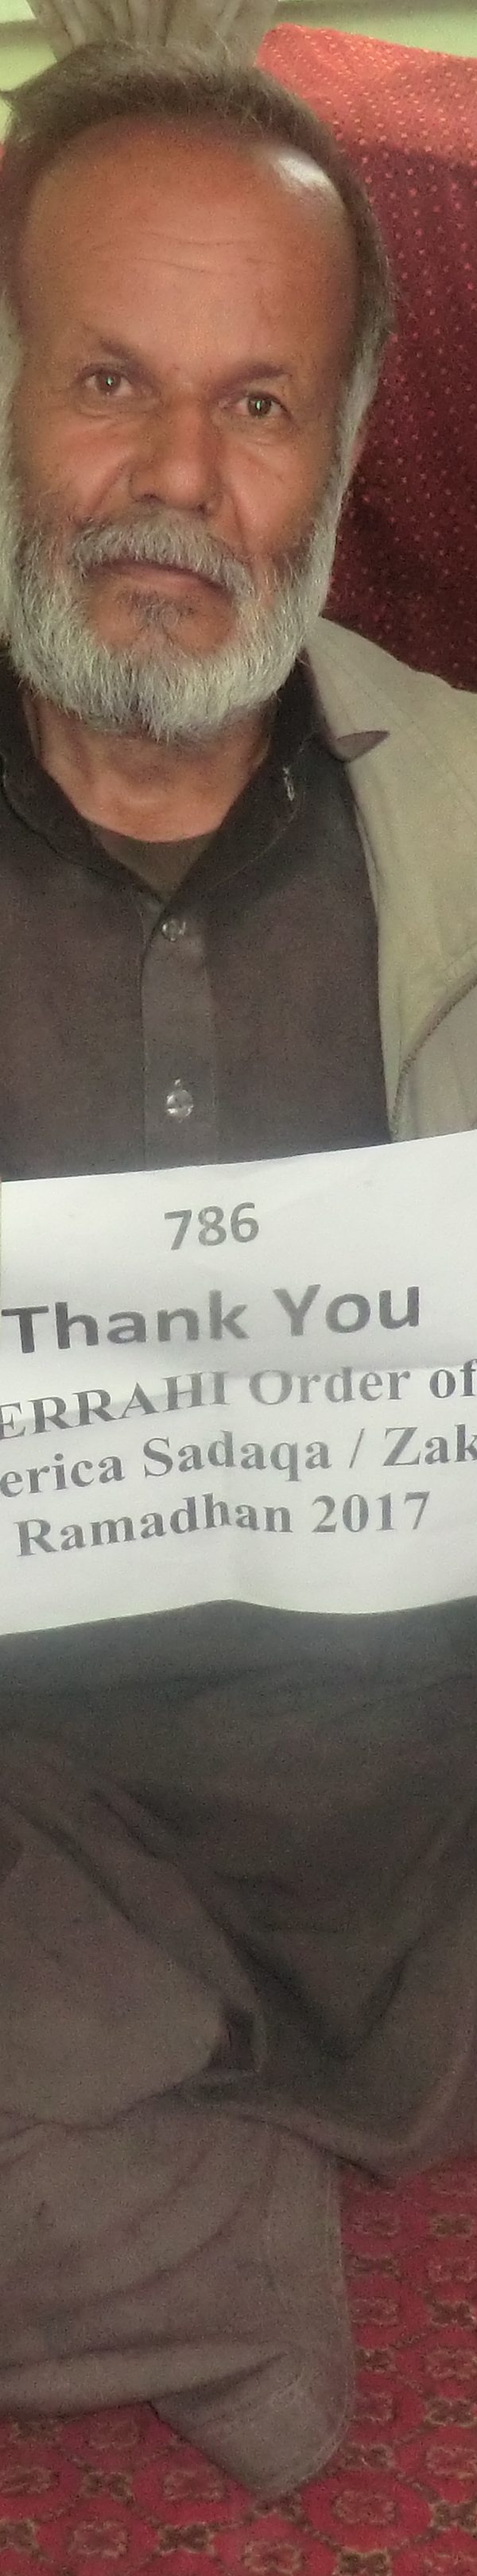 786
Thank You
ERRAHI Order of
erica Sadaqa / Zak
Ramadhan 2017